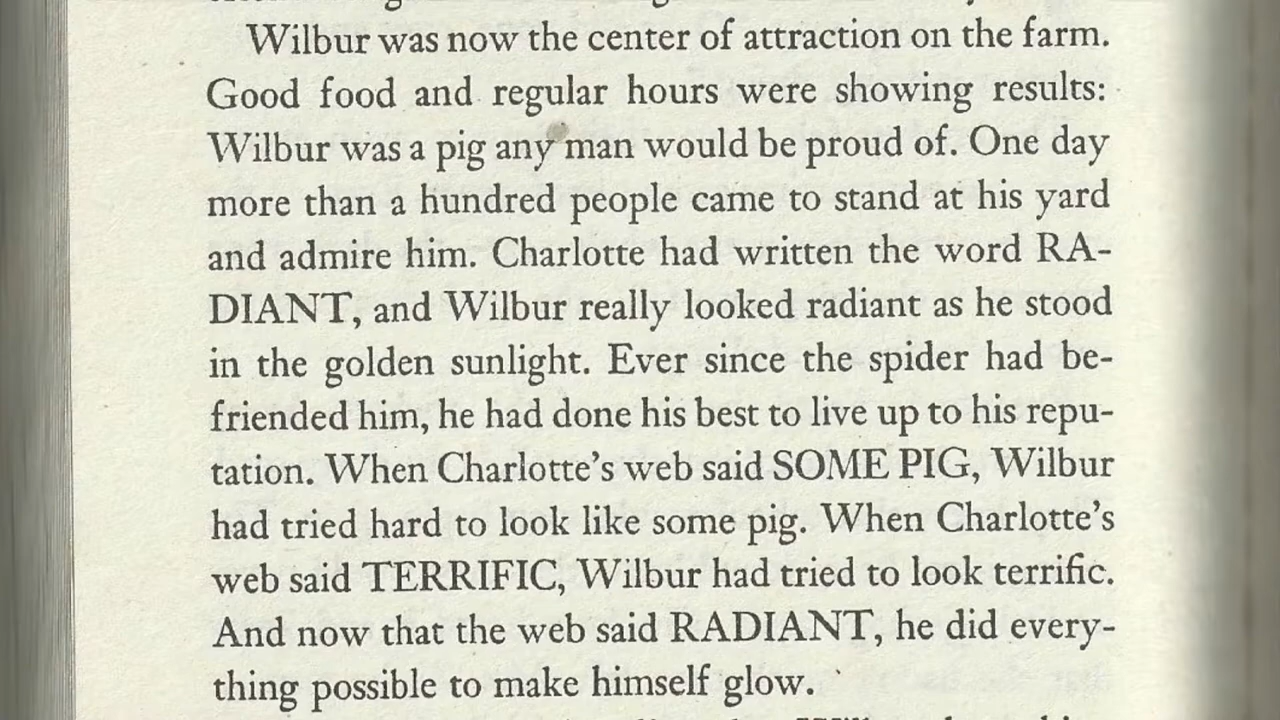 Wilbur was now the center of attraction on the farm.
Good food and regular hours were showing results:
Wilbur was a pig any man would be proud of. One day
more than a hundred people came to stand at his yard
and admire him. Charlotte had written the word RA-
DIANT, and Wilbur really looked radiant as he stood
in the golden sunlight. Ever since the spider had be-
friended him, he had done his best to live up to his repu-
tation. When Charlotte's web said SOME PIG, Wilbur
had tried hard to look like some pig. When Charlotte's
web said TERRIFIC, Wilbur had tried to look terrific.
And now that the web said RADIANT, he did every-
thing possible to make himself glow.